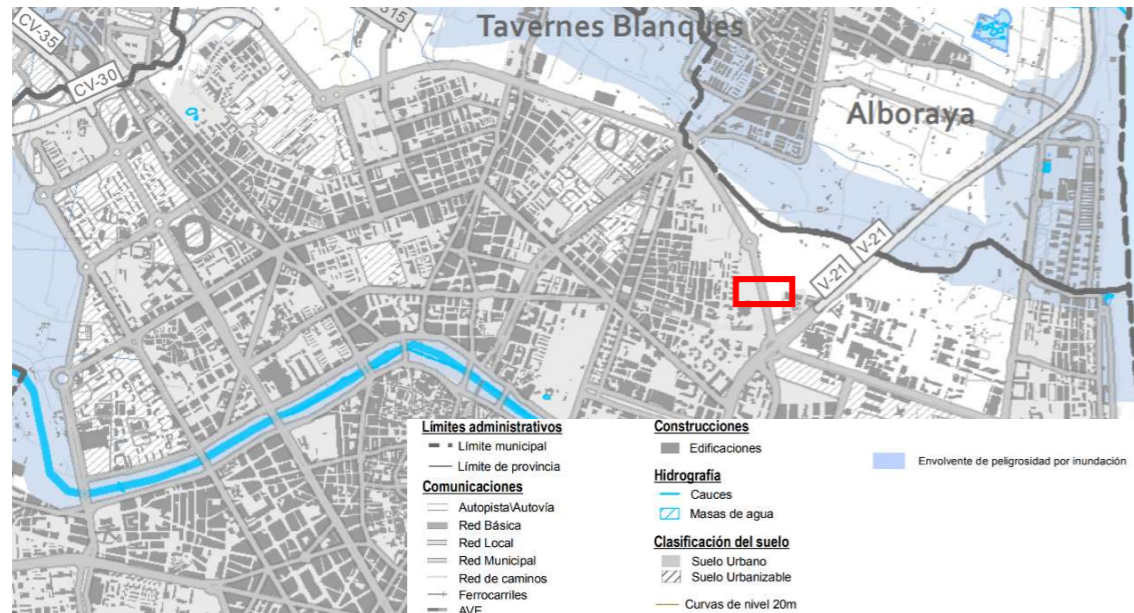 CV-35
CV-30
315
Tavernes Blanques
Alboraya
V-21
V-21
Límites administrativos
Límite municipal
Límite de provincia
Comunicaciones
Autopista\Autovía
Red Básica
Red Local
Red Municipal
Red de caminos
Ferrocarriles
AVE
Construcciones
Edificaciones
Hidrografía
Cauces
Masas de agua
Clasificación del suelo
Suelo Urbano
Suelo Urbanizable
Curvas de nivel 20m
Envolvente de peligrosidad por inundación